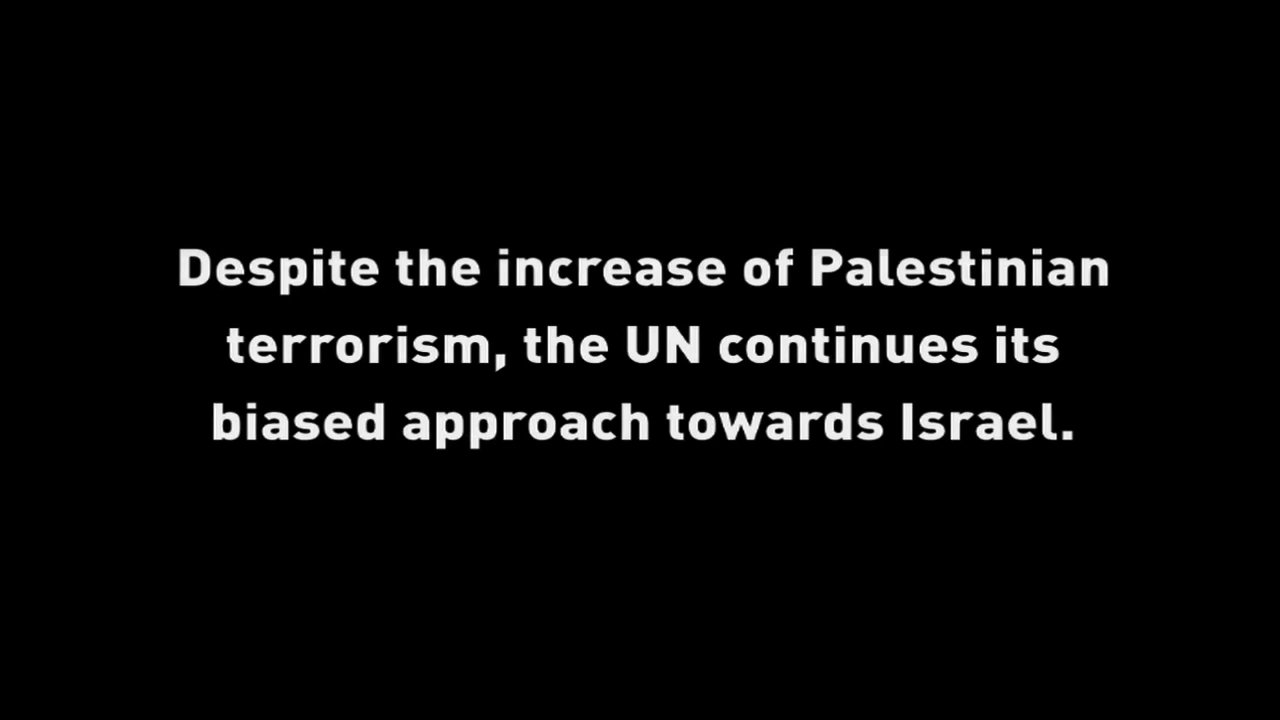 Despite the increase of Palestinian
terrorism, the UN continues its
biased approach towards Israel.